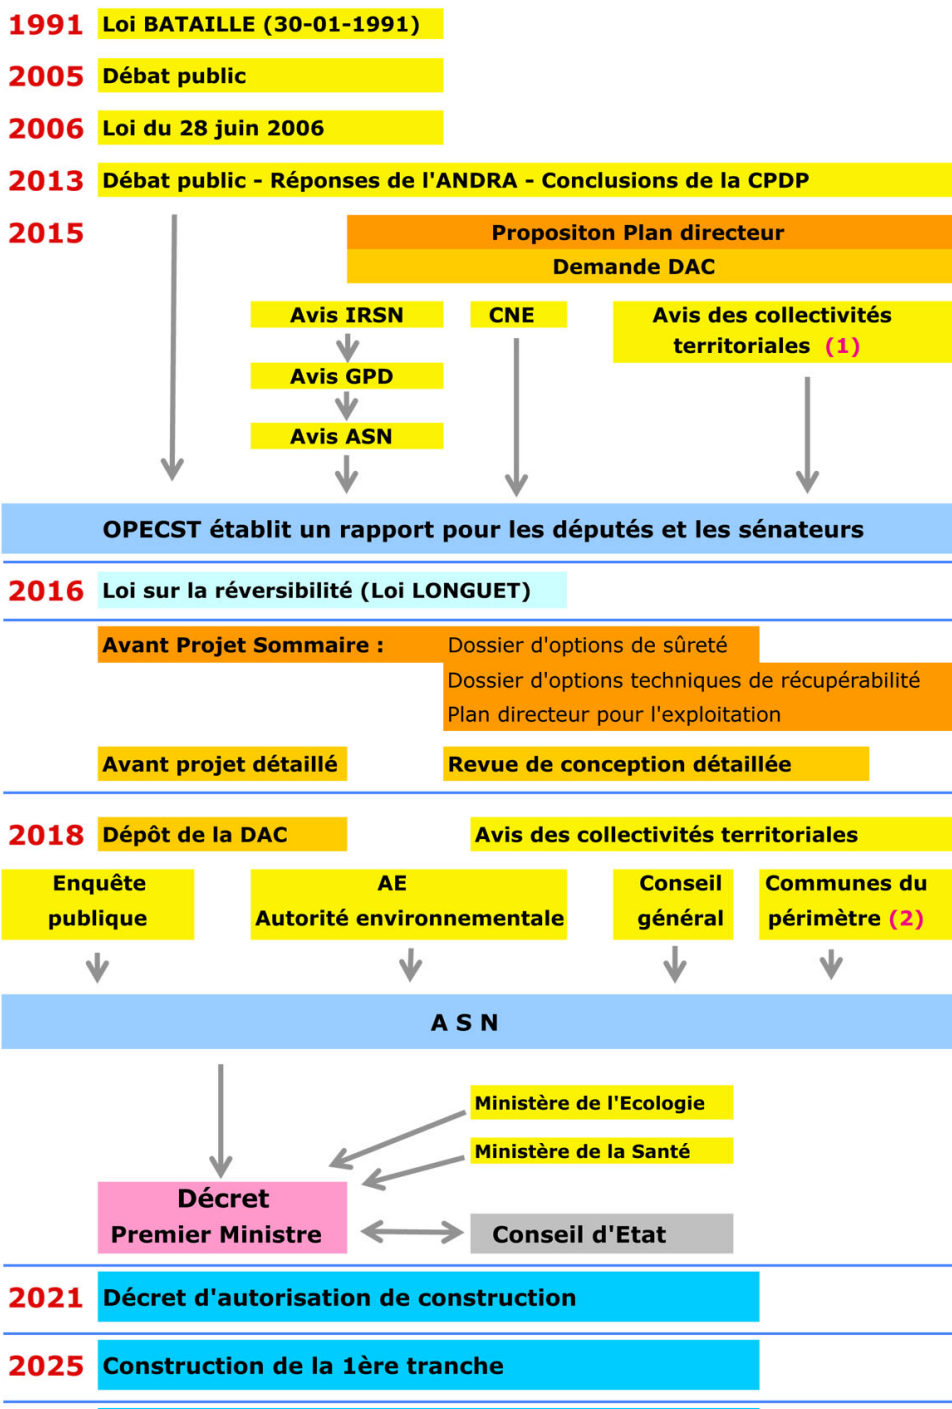 1991 Loi BATAILLE (30-01-1991)
2005 Débat public
2006 Loi du 28 juin 2006
2013 Débat public - Réponses de l'ANDRA - Conclusions de la CPDP
2015 Propositon Plan directeur
Demande DAC
Avis IRSN
CNE
Avis des collectivités
territoriales (1)
Avis GPD
Avis ASN
OPECST établit un rapport pour les députés et les sénateurs
2016 Loi sur la réversibilité (Loi LONGUET)
Avant Projet Sommaire : Dossier d'options de sûreté
Dossier d'options techniques de récupérabilité
Plan directeur pour l'exploitation
Avant projet détaillé Revue de conception détaillée
2018 Dépôt de la DAC Avis des collectivités territoriales
Enquête
publique
AE
Autorité environnementale
Conseil
général
Communes du
périmètre (2)
A S N
Ministère de l'Ecologie
Ministère de la Santé
Décret
Premier Ministre
Conseil d'Etat
2021 Décret d'autorisation de construction
2025 Construction de la 1ère tranche